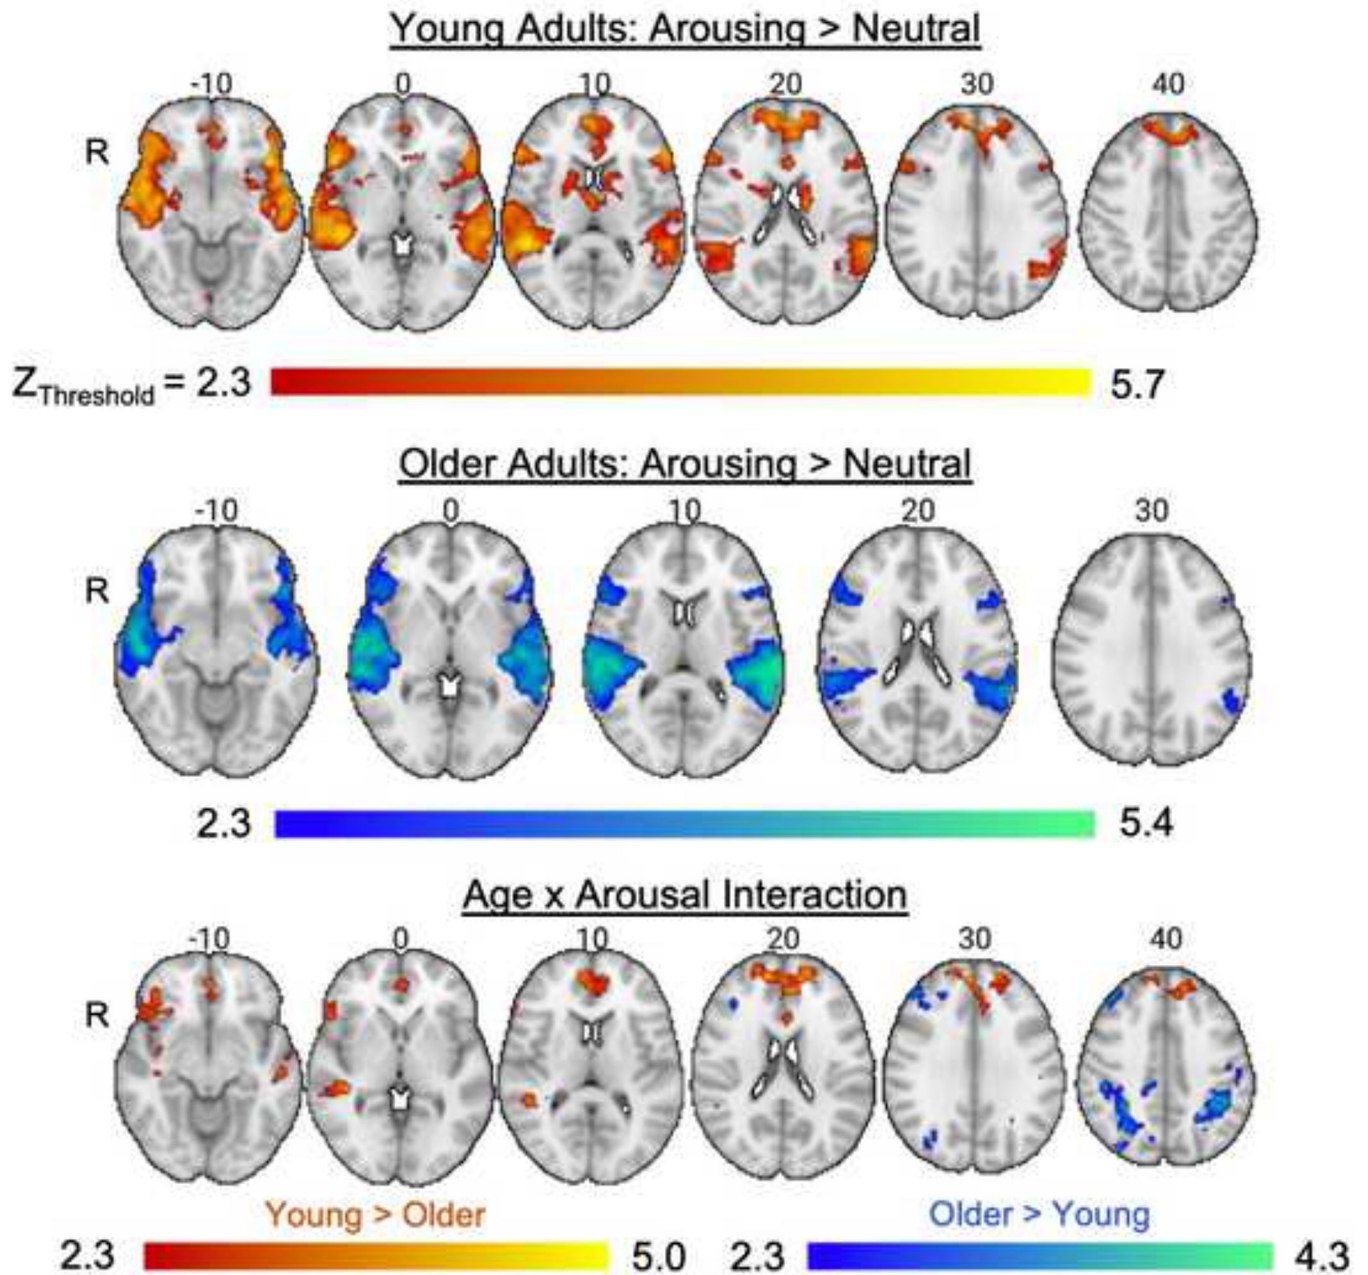 Young Adults: Arousing > Neutral
-10 0 10 20 30 40
R
ZThreshold = 2.3 5.7
Older Adults: Arousing > Neutral
-10 0 10 20 30
R
2.3 5.4
Age x Arousal Interaction
-10 0 10 20 30 40
R
Young > Older Older > Young
2.3 5.0 2.3 4.3